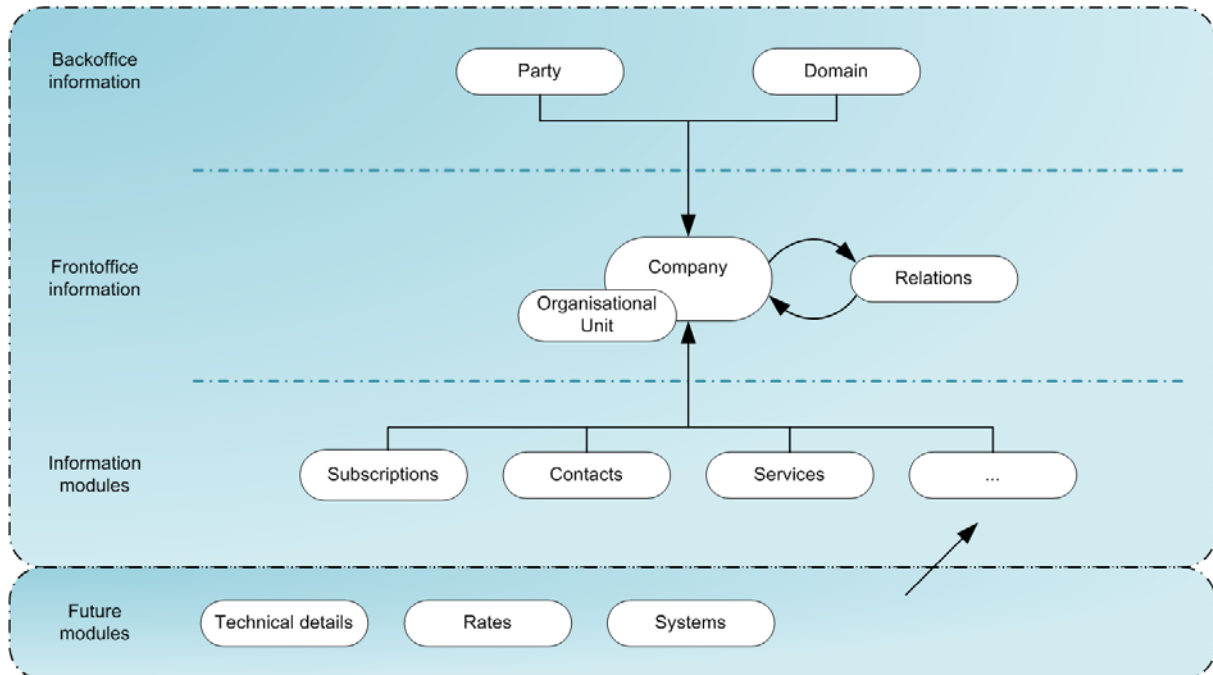 Backoffice
information
Party
Domain
Frontoffice
information
Company
Relations
Organisational
Unit
Information
modules
Subscriptions
Contacts
Services
...
Future
modules
Technical details
Rates
Systems